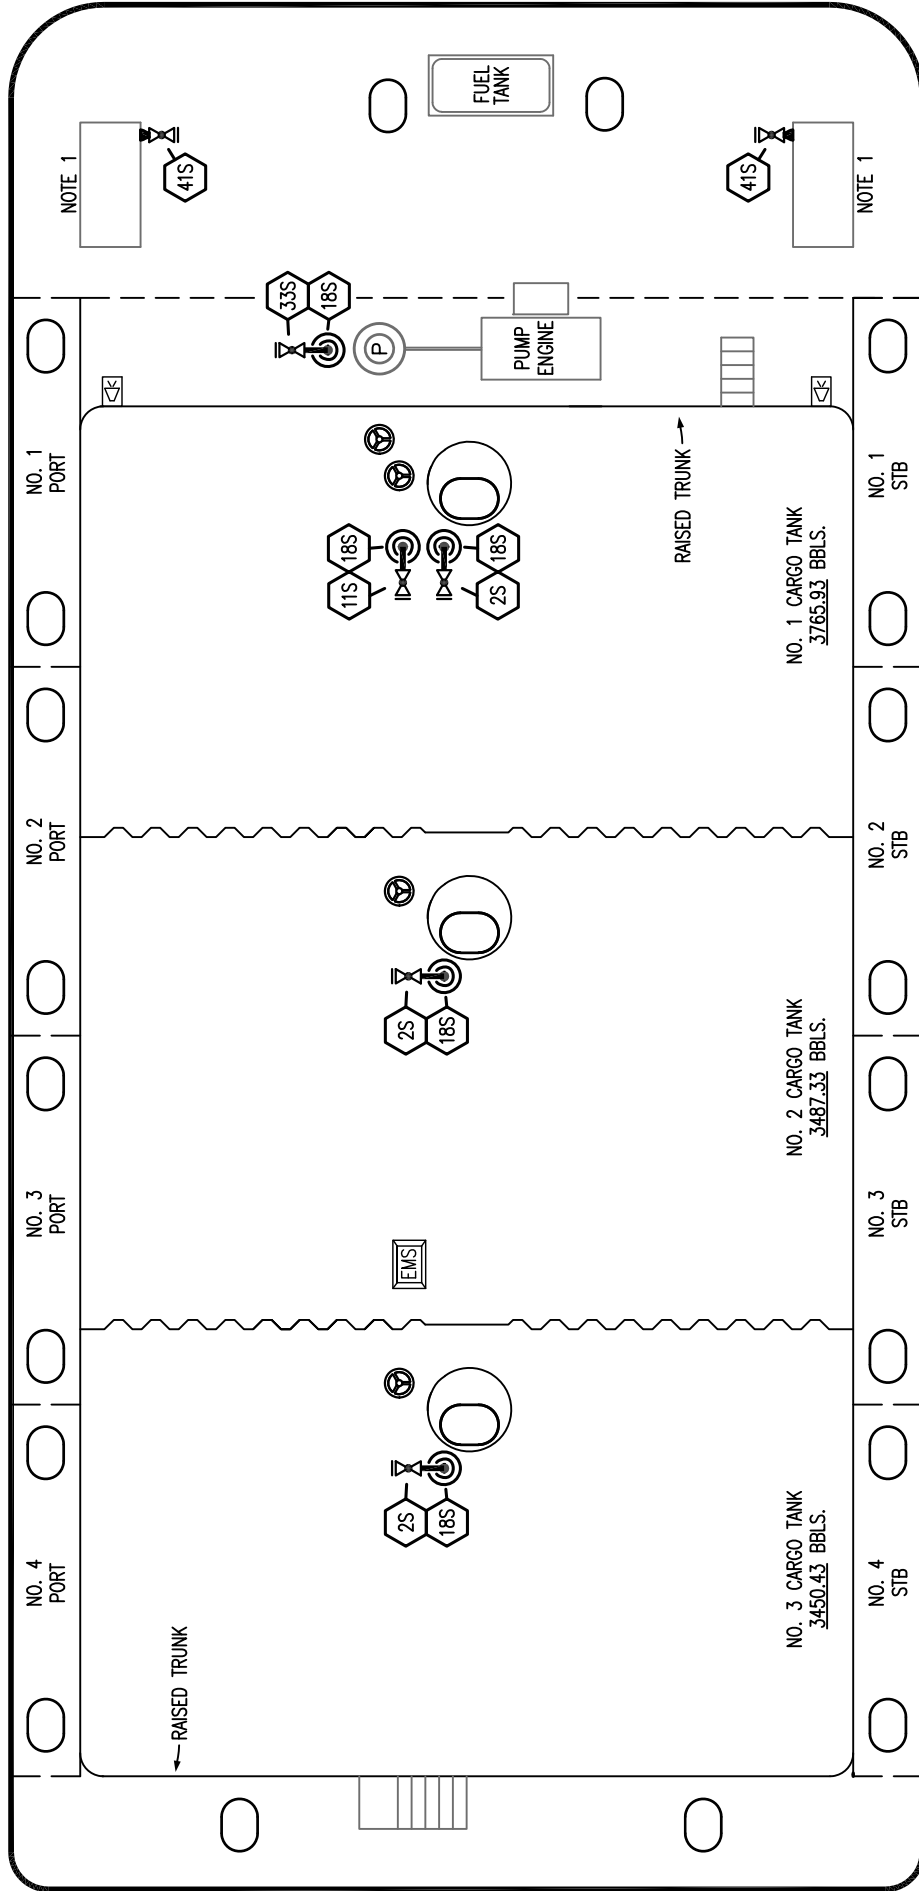 FUEL
TANK
NOTE 1
41S
41S
NOTE 1
33S
18S
P
PUMP
ENGINE
NO. 1
PORT
RAISED TRUNK
NO. 1
STB
18S
11S
18S
2S
NO. 1 CARGO TANK
3765.93 BBLS.
NO. 2
PORT
NO. 2
STB
2S
18S
NO. 2 CARGO TANK
3487.33 BBLS.
NO. 3
PORT
NO. 3
STB
EMS
2S
18S
NO. 3 CARGO TANK
3450.43 BBLS.
NO. 4
PORT
NO. 4
STB
RAISED TRUNK